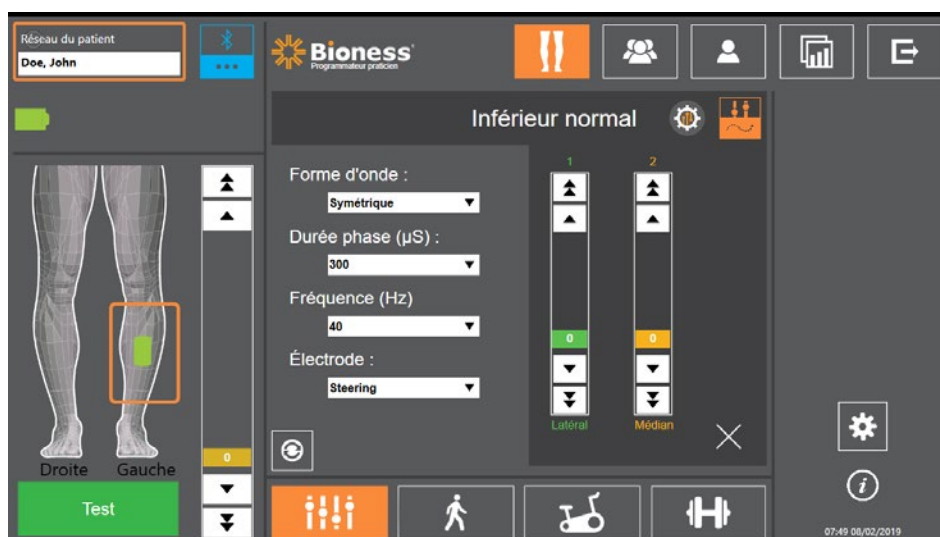 Réseau du patient
Doe, John
Bioness
Programmateur praticien
Inférieur normal
Forme d'onde :
Symétrique
Durée phase (µS) :
300
Fréquence (Hz)
40
Électrode :
Steering
1
2
0
0
Latéral
Médian
Droite
Gauche
0
Test
i
07:49 08/02/2019